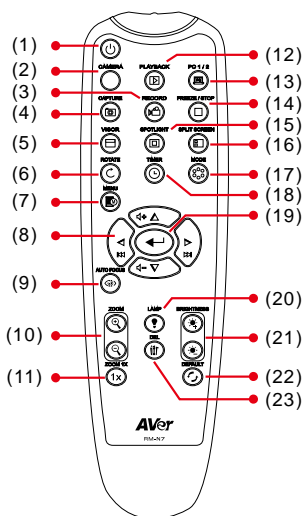 (1)
(2)
(3)
(4)
(5)
(6)
(7)
(8)
(9)
(10)
(11)
CAMERA
PLAYBACK
PC 1 / 2
CAPTURE
RECORD
FREEZE / STOP
VISOR
SPOTLIGHT
SPLIT SCREEN
ROTATE
TIMER
MODE
MENU
AUTO FOCUS
ZOOM
LAMP
BRIGHTNESS
DEL
ZOOM 1X
1x
DEFAULT
AVer
RM-N7
(12)
(13)
(14)
(15)
(16)
(17)
(18)
(19)
(20)
(21)
(22)
(23)